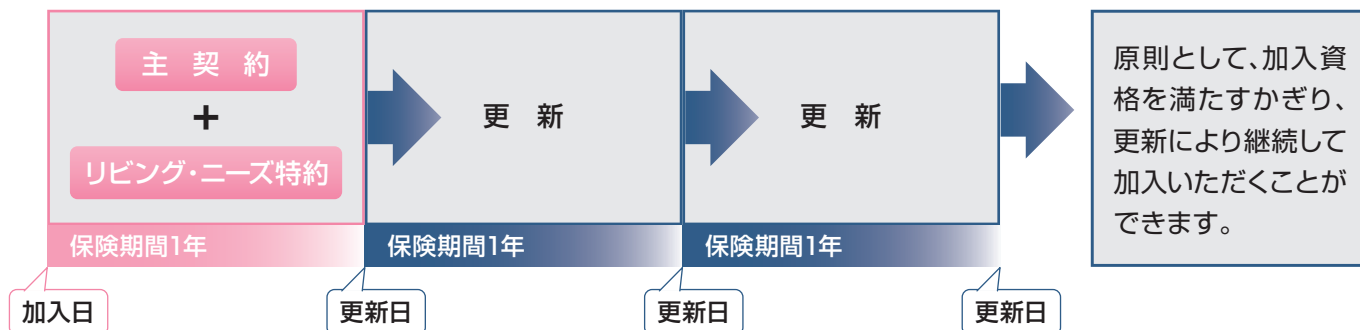 主契約
+
リビング・ニーズ特約
更新
更新
原則として、加入資
格を満たすかぎり、
更新により継続して
加入いただくことが
できます。
保険期間1年
保険期間1年
保険期間1年
加入日
更新日
更新日
更新日